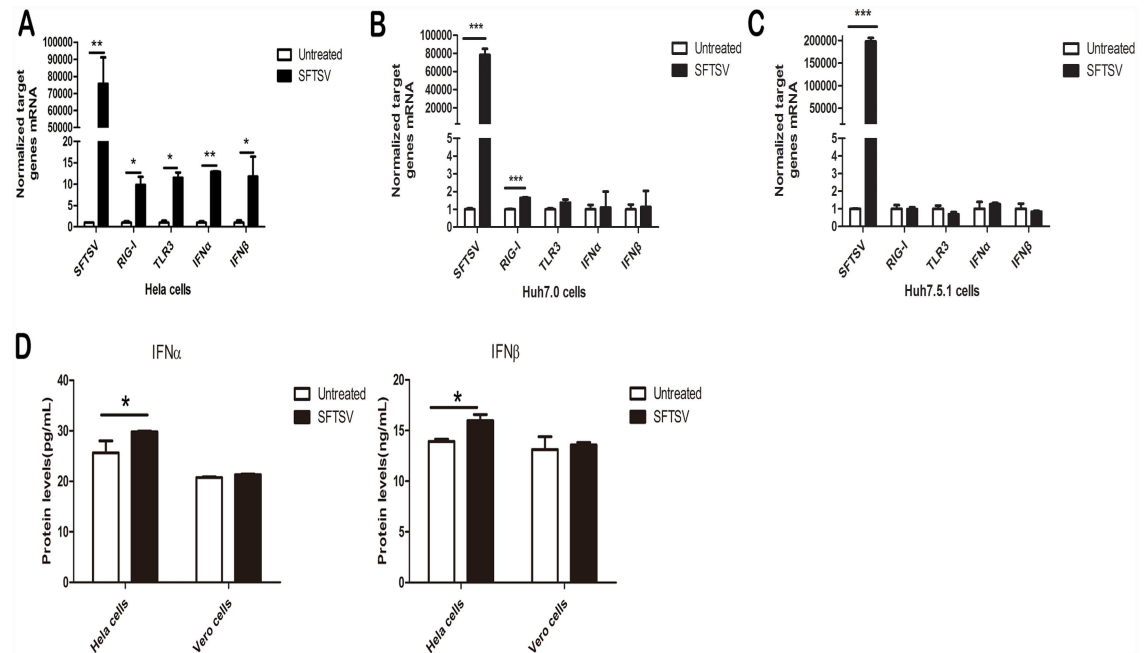 A
**
Normalized target
genes mRNA
100000
90000
80000
70000
60000
50000
20
15
10
5
0
*
*
**
*
Untreated
SFTSV
SFTSV
RIG-I
TLR3
IFNα
IFNβ
Hela cells
B
***
Normalized target
genes mRNA
100000
80000
60000
40000
20000
5
4
3
2
1
0
***
Untreated
SFTSV
SFTSV
RIG-I
TLR3
IFNα
IFNβ
Huh7.0 cells
C
***
Normalized target
genes mRNA
200000
150000
100000
50000
5
4
3
2
1
0
Untreated
SFTSV
SFTSV
RIG-I
TLR3
IFNα
IFNβ
Huh7.5.1 cells
D
IFNα
Protein levels(pg/mL)
40
30
20
10
0
*
Untreated
SFTSV
Hela cells
Vero cells
IFNβ
Protein levels(ng/mL)
20
15
10
5
0
*
Untreated
SFTSV
Hela cells
Vero cells